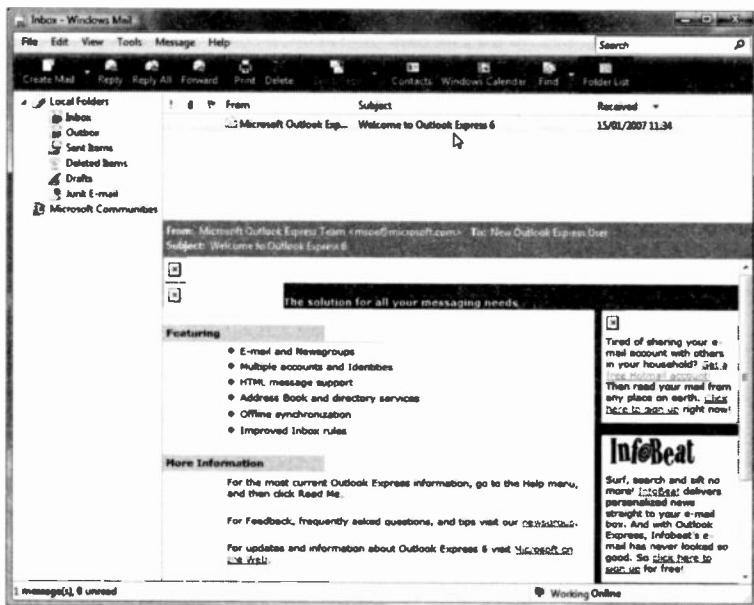 Inbox - Windows Mail
File Edit View Tools Message Help
Search
Create Mail Reply Reply All Forward Print Delete Contacts Windows Calendar Find Folder List
Local Folders
Inbox
Outbox
Sent Items
Deleted Items
Drafts
Junk E-mail
Microsoft Communities
! From Subject Received
Microsoft Outlook Exp... Welcome to Outlook Express 6 15/01/2007 11:34
From: Microsoft Outlook Express Team <msoe@microsoft.com> To: New Outlook Express User
Subject: Welcome to Outlook Express 6
The solution for all your messaging needs
Featuring
E-mail and Newsgroups
Multiple accounts and Identities
HTML message support
Address Book and directory services
Offline synchronization
Improved Inbox rules
More Information
For the most current Outlook Express information, go to the Help menu,
and then click Read Me.
For Feedback, frequently asked questions, and tips visit our newsgroup.
For updates and information about Outlook Express 6 visit Microsoft on
the Web.
Tired of sharing your e-
mail account with others
in your household? Get a
free Hotmail account!
Then read your mail from
any place on earth. Click
here to sign up right now!
Inf@Beat
Surf, search and sift no
more! InfoBeat delivers
personalized news
straight to your e-mail
box. And with Outlook
Express, Infobeat's e-
mail has never looked so
good. So click here to
sign up for free!
1 message(s), 0 unread
Working Online